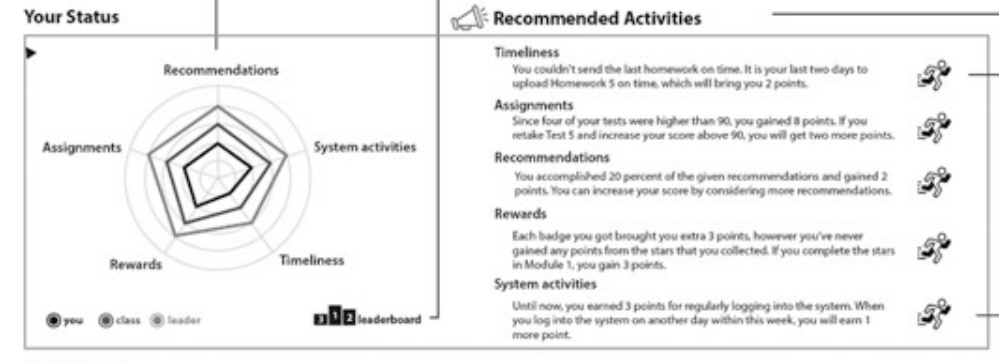 Your Status
Recommended Activities
Recommendations
Assignments
System activities
Rewards
Timeliness
you
class
leader
3 1 2 leaderboard
Timeliness
You couldn't send the last homework on time. It is your last two days to
upload Homework 5 on time, which will bring you 2 points.
Assignments
Since four of your tests were higher than 90, you gained 8 points. If you
retake Test 5 and increase your score above 90, you will get two more points.
Recommendations
You accomplished 20 percent of the given recommendations and gained 2
points. You can increase your score by considering more recommendations.
Rewards
Each badge you got brought you extra 3 points, however you've never
gained any points from the stars that you collected. If you complete the stars
in Module 1, you gain 3 points.
System activities
Until now, you earned 3 points for regularly logging into the system. When
you log into the system on another day within this week, you will earn 1
more point.